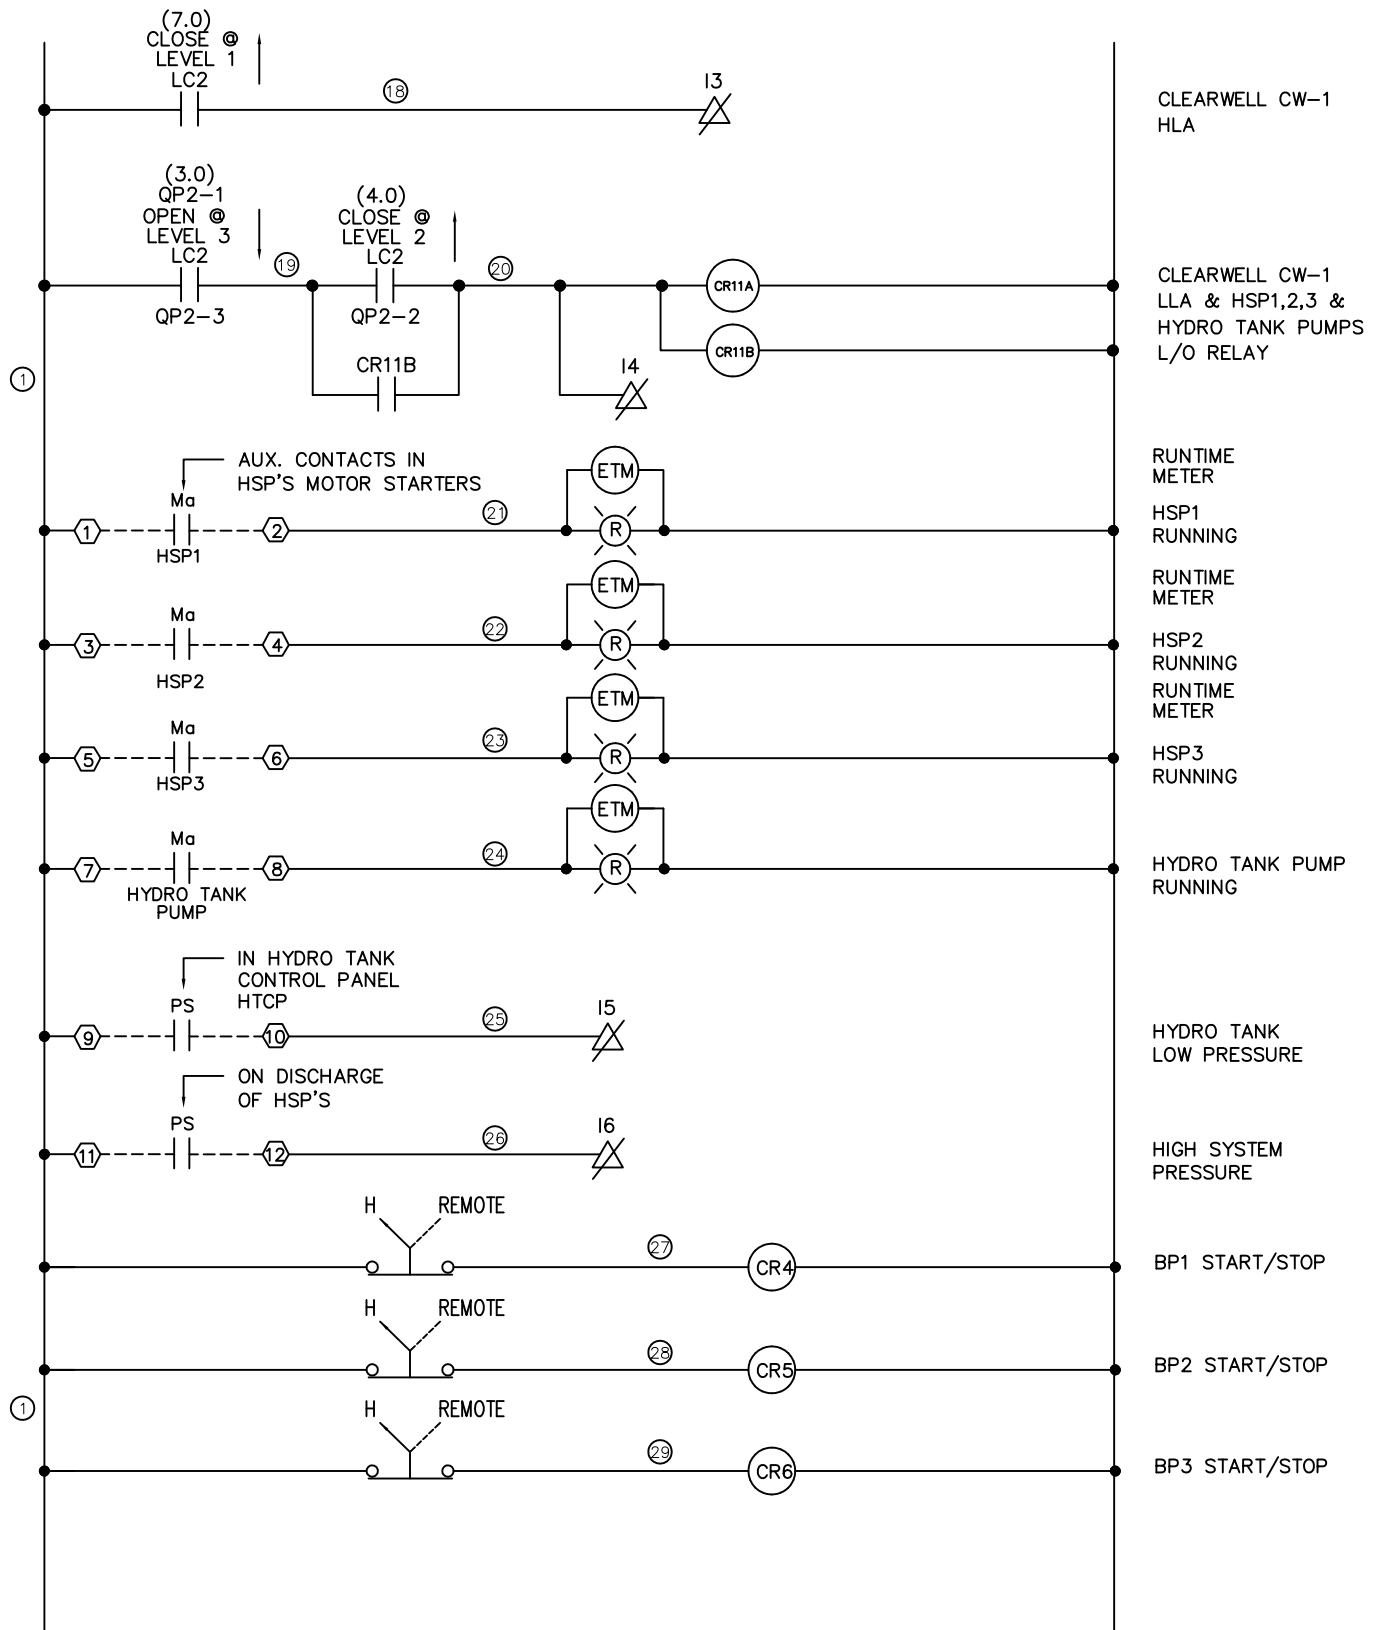 (7.0)
CLOSE @
LEVEL 1
LC2
18
I3
CLEARWELL CW-1
HLA
(3.0)
QP2-1
OPEN @
LEVEL 3
LC2
QP2-3
19
(4.0)
CLOSE @
LEVEL 2
LC2
QP2-2
20
CR11A
CR11B
CR11B
I4
CLEARWELL CW-1
LLA & HSP1,2,3 &
HYDRO TANK PUMPS
L/O RELAY
1
AUX. CONTACTS IN
HSP'S MOTOR STARTERS
1
Ma
HSP1
2
21
ETM
R
RUNTIME
METER
HSP1
RUNNING
3
Ma
HSP2
4
22
ETM
R
RUNTIME
METER
HSP2
RUNNING
5
Ma
HSP3
6
23
ETM
R
RUNTIME
METER
HSP3
RUNNING
7
Ma
HYDRO TANK
PUMP
8
24
ETM
R
HYDRO TANK PUMP
RUNNING
IN HYDRO TANK
CONTROL PANEL
HTCP
9
PS
10
25
I5
HYDRO TANK
LOW PRESSURE
ON DISCHARGE
OF HSP'S
11
PS
12
26
I6
HIGH SYSTEM
PRESSURE
H
REMOTE
27
CR4
BP1 START/STOP
H
REMOTE
28
CR5
BP2 START/STOP
1
H
REMOTE
29
CR6
BP3 START/STOP